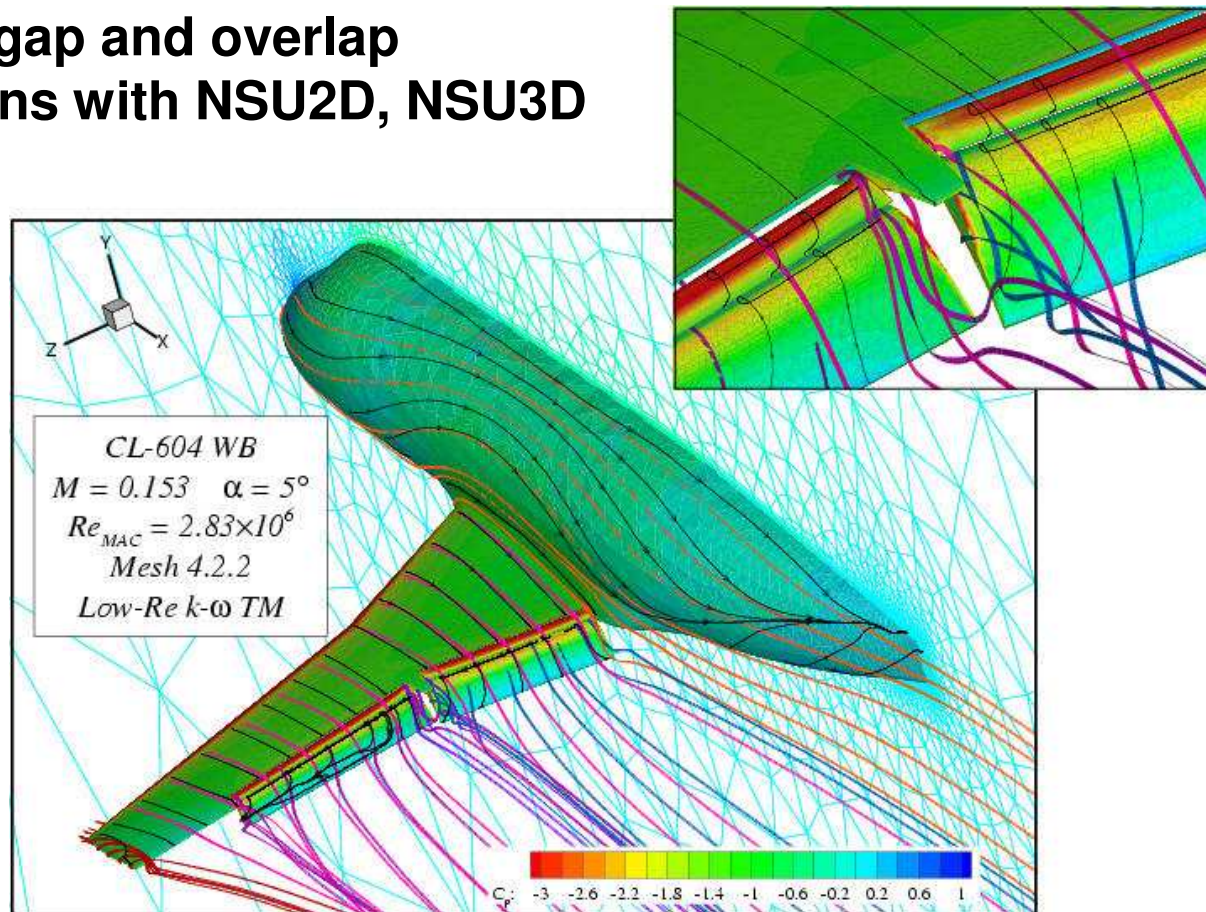 gap and overlap
ns with NSU2D, NSU3D
Y
Z
X
CL-604 WB
M = 0.153 α = 5°
Re_MAC = 2.83×10⁶
Mesh 4.2.2
Low-Re k-ω TM
C_p: -3 -2.6 -2.2 -1.8 -1.4 -1 -0.6 -0.2 0.2 0.6 1